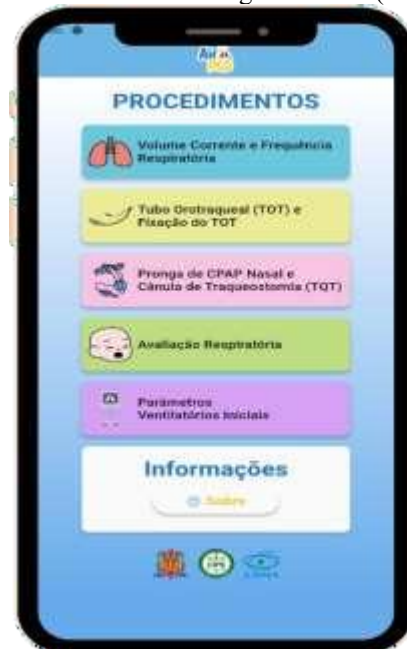 PROCEDIMENTOS
Volume Corrente e Frequência
Respiratória
Tubo Orotraqueal (TOT) e
Fixação do TOT
Pronga de CPAP Nasal e
Cânula de Traqueostomia (TQT)
Avaliação Respiratória
Parâmetros
Ventilatórios Iniciais
Informações
Sobre